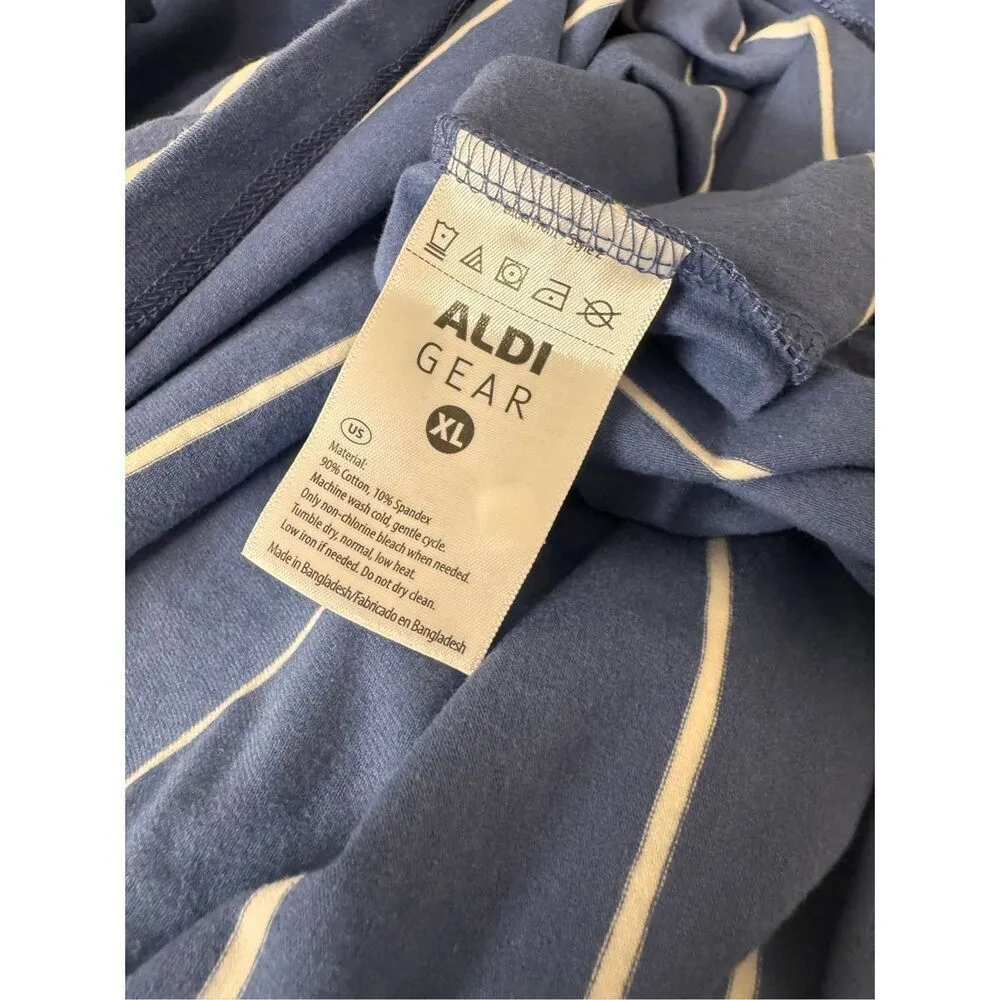 ALDI
GEAR
XL
US
Material:
90% Cotton, 10% Spandex
Machine wash cold, gentle cycle.
Only non-chlorine bleach when needed.
Tumble dry, normal, low heat.
Low iron if needed. Do not dry clean.
Made in Bangladesh/Fabricado en Bangladesh